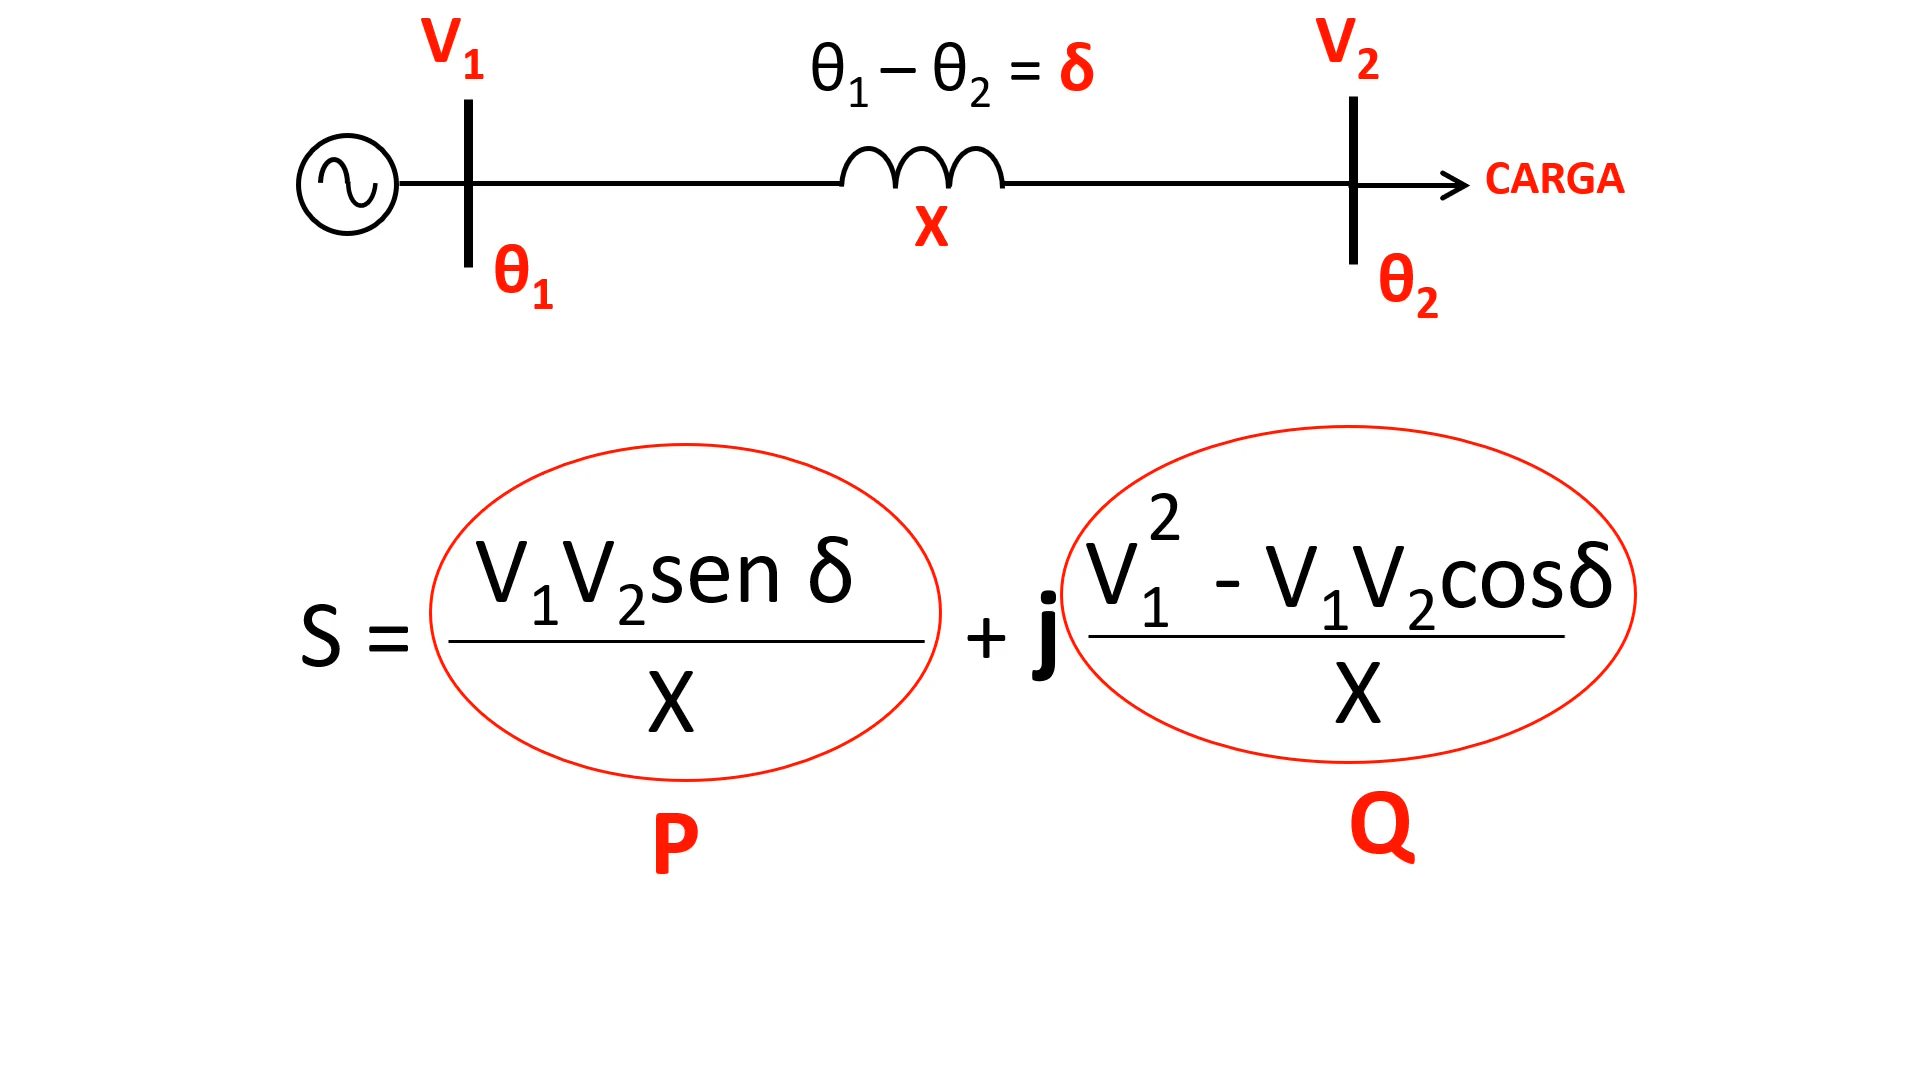 V₁
θ₁ – θ₂ = δ
V₂
CARGA
X
θ₁
θ₂
S = V₁V₂sen δ / X + j V₁² - V₁V₂cosδ / X
P
Q